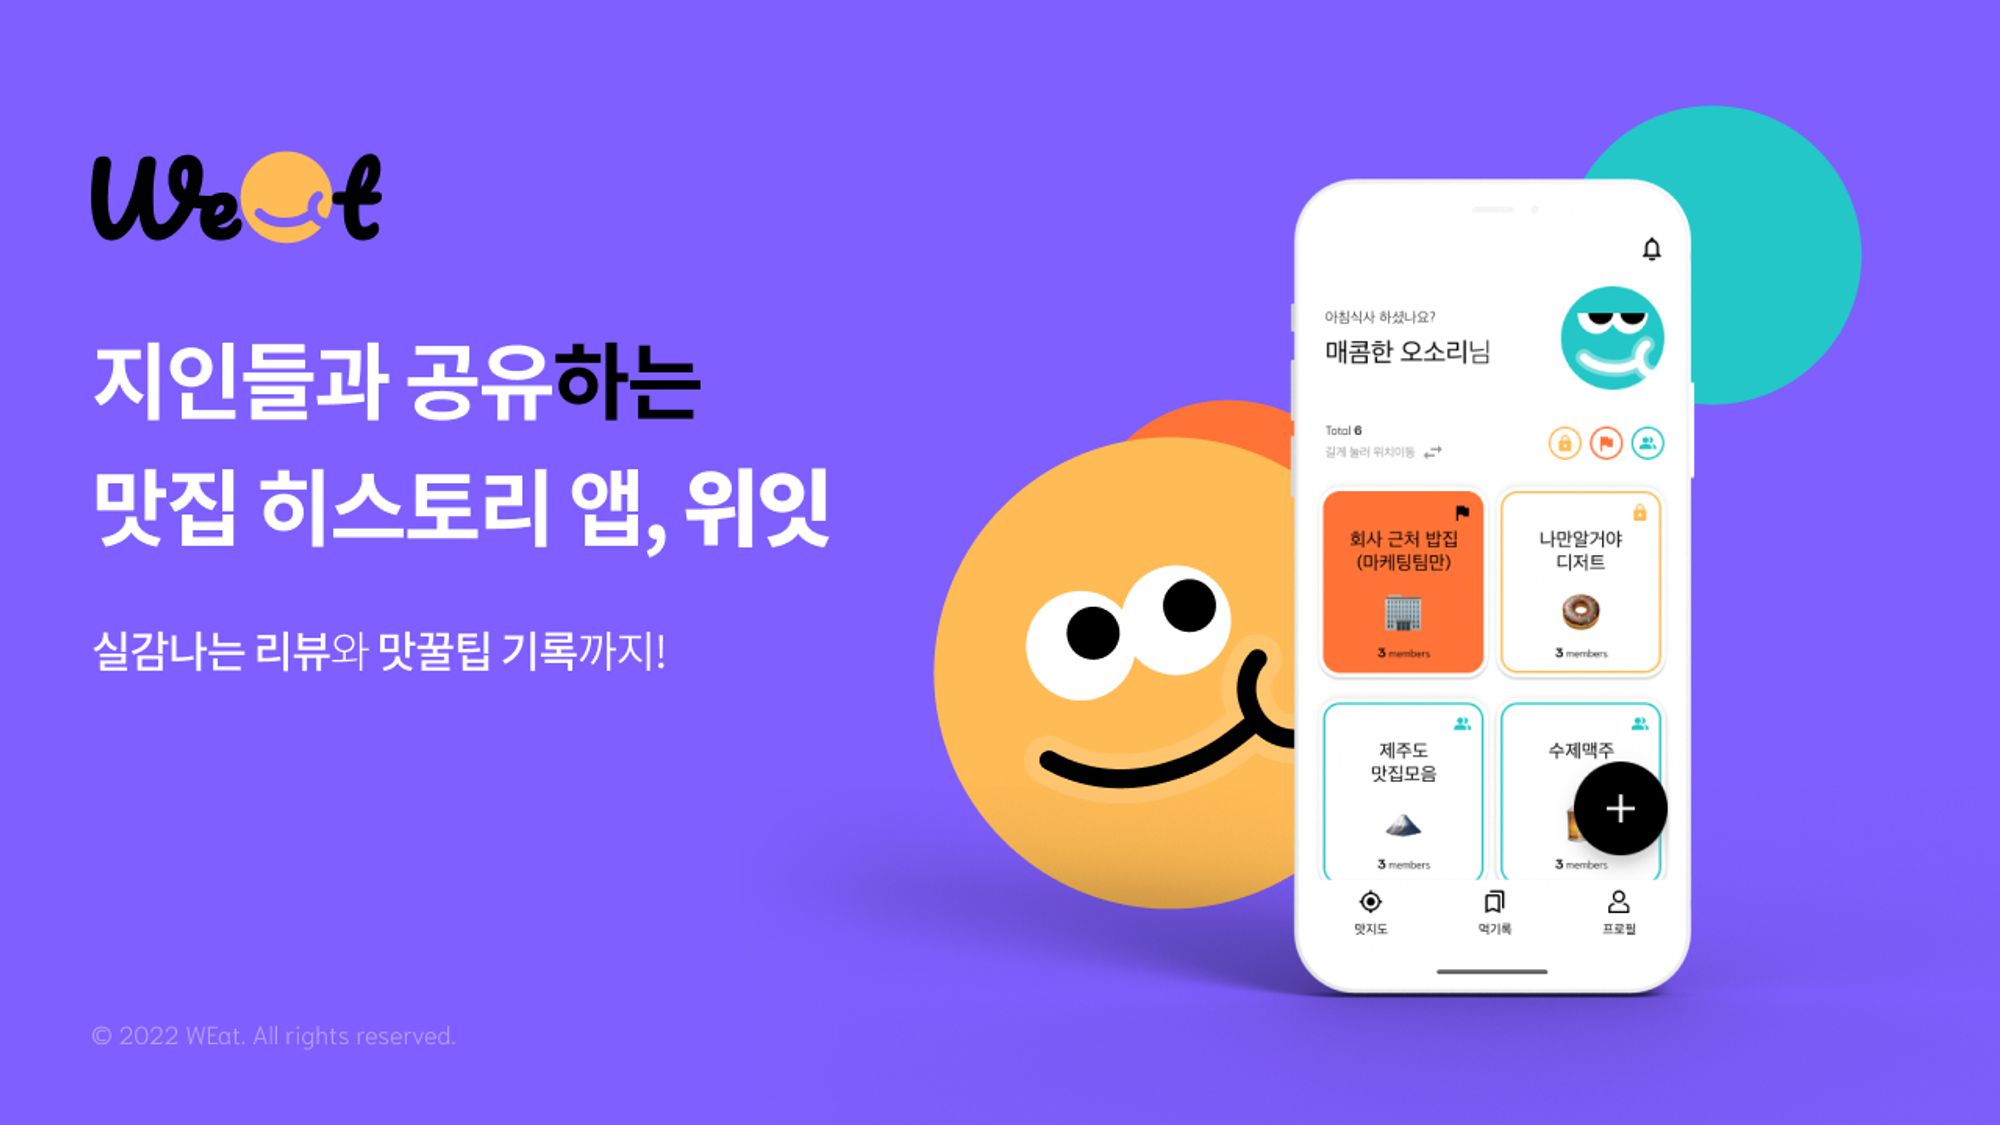 Weat
지인들과 공유하는
맛집 히스토리 앱, 위잇
실감나는 리뷰와 맛꿀팁 기록까지!
© 2022 WEat. All rights reserved.
아침식사 하셨나요?
매콤한 오소리님
Total 6
길게 눌러 위치이동
회사 근처 밥집
(마케팅팀만)
3 members
나만알거야
디저트
3 members
제주도
맛집모음
3 members
수제맥주
3 members
맛지도
먹기록
프로필